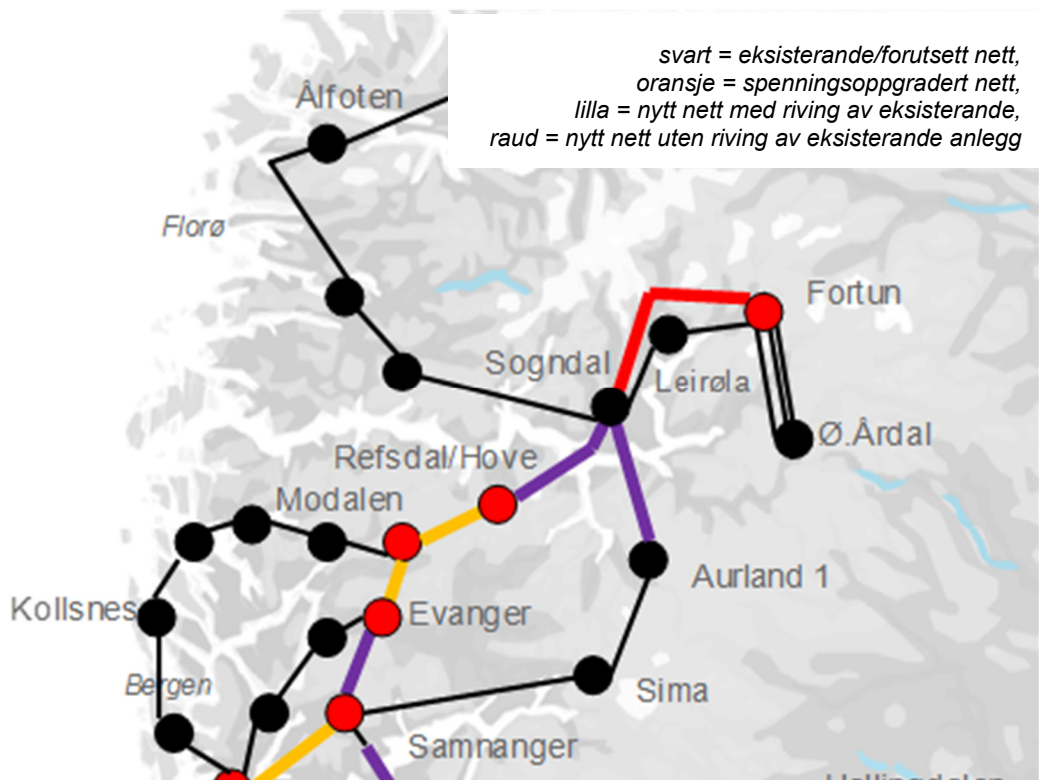 svart = eksisterande/forutsett nett,
oransje = spenningsoppgradert nett,
lilla = nytt nett med riving av eksisterande,
raud = nytt nett uten riving av eksisterande anlegg
Ålfoten
Florø
Fortun
Sogndal
Leirøla
Ø.Årdal
Refsdal/Hove
Modalen
Aurland 1
Kollsnes
Evanger
Bergen
Sima
Samnanger